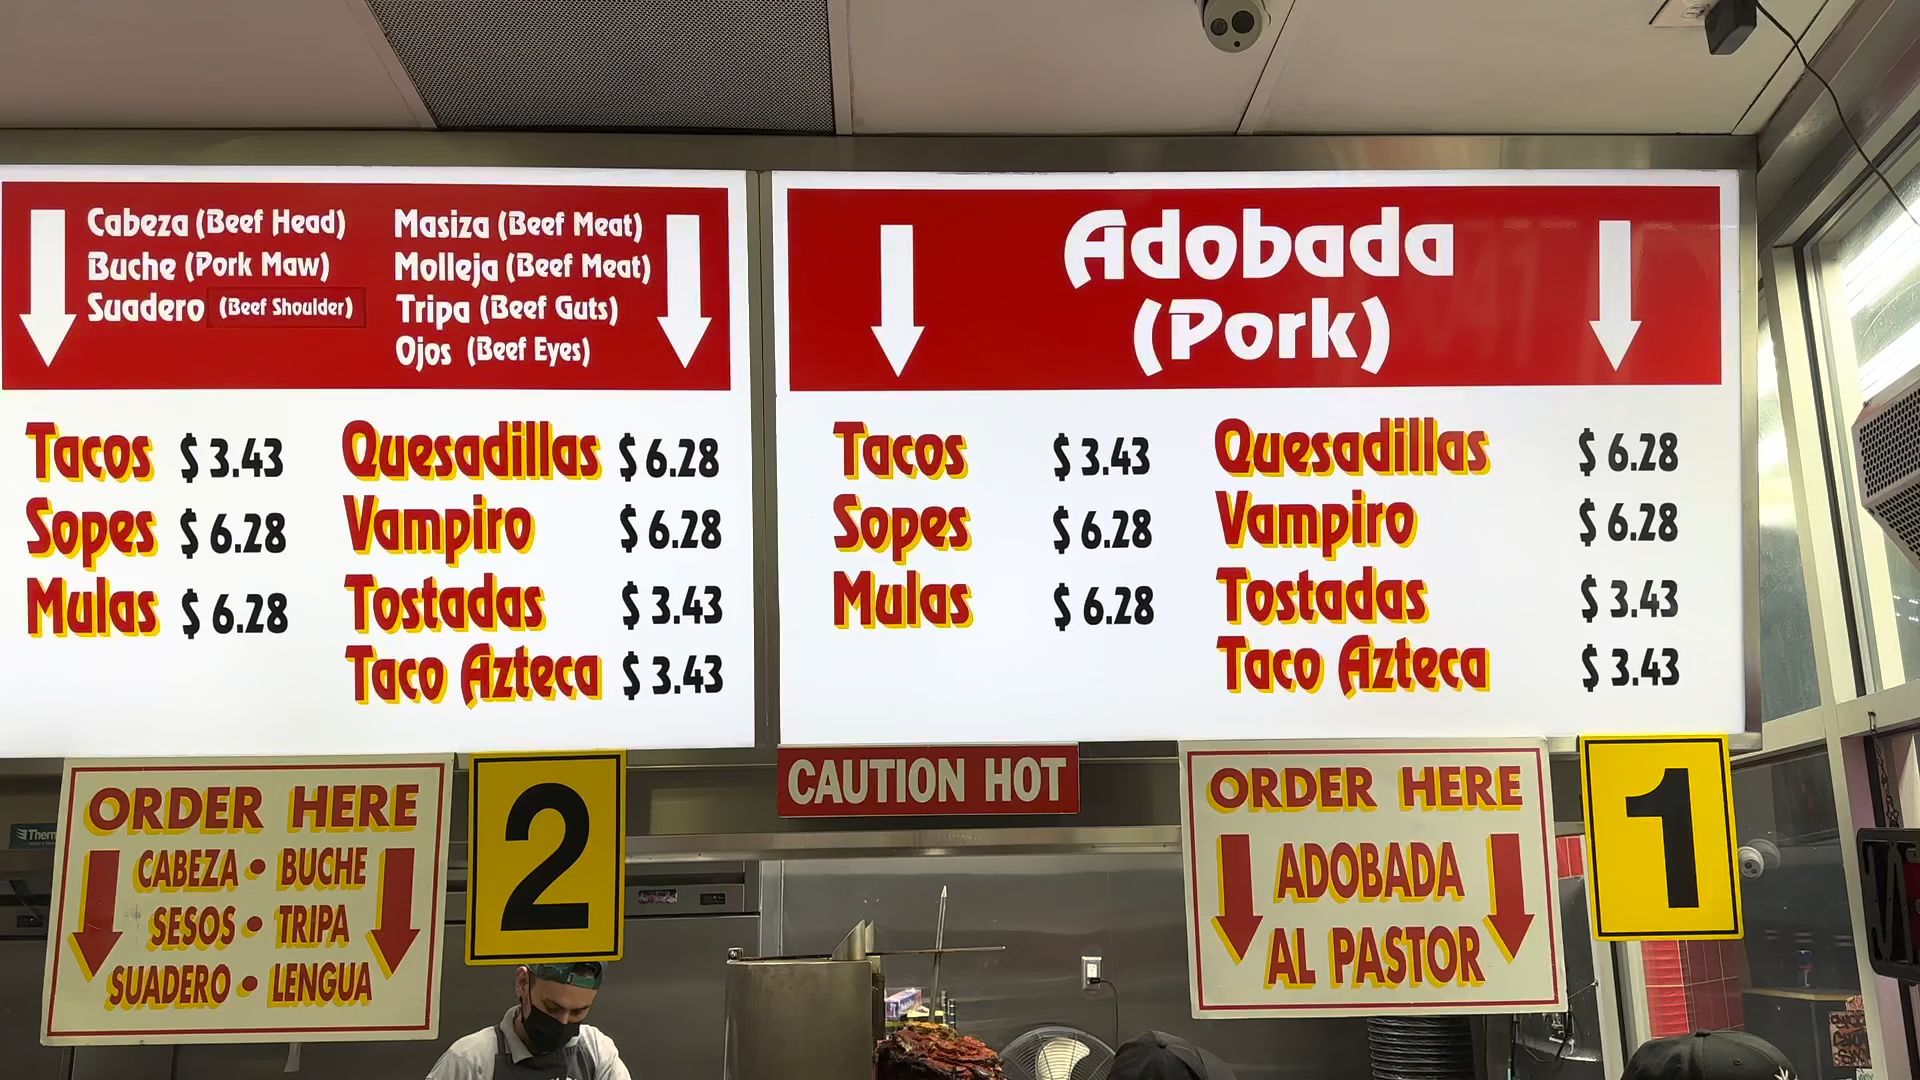 Cabeza (Beef Head)
Buche (Pork Maw)
Suadero (Beef Shoulder)
Masiza (Beef Meat)
Molleja (Beef Meat)
Tripa (Beef Guts)
Ojos (Beef Eyes)
Tacos $ 3.43
Sopes $ 6.28
Mulas $ 6.28
Quesadillas $ 6.28
Vampiro $ 6.28
Tostadas $ 3.43
Taco Azteca $ 3.43
Adobada
(Pork)
Tacos $ 3.43
Sopes $ 6.28
Mulas $ 6.28
Quesadillas $ 6.28
Vampiro $ 6.28
Tostadas $ 3.43
Taco Azteca $ 3.43
ORDER HERE
CABEZA • BUCHE
SESOS • TRIPA
SUADERO • LENGUA
2
CAUTION HOT
ORDER HERE
ADOBADA
AL PASTOR
1